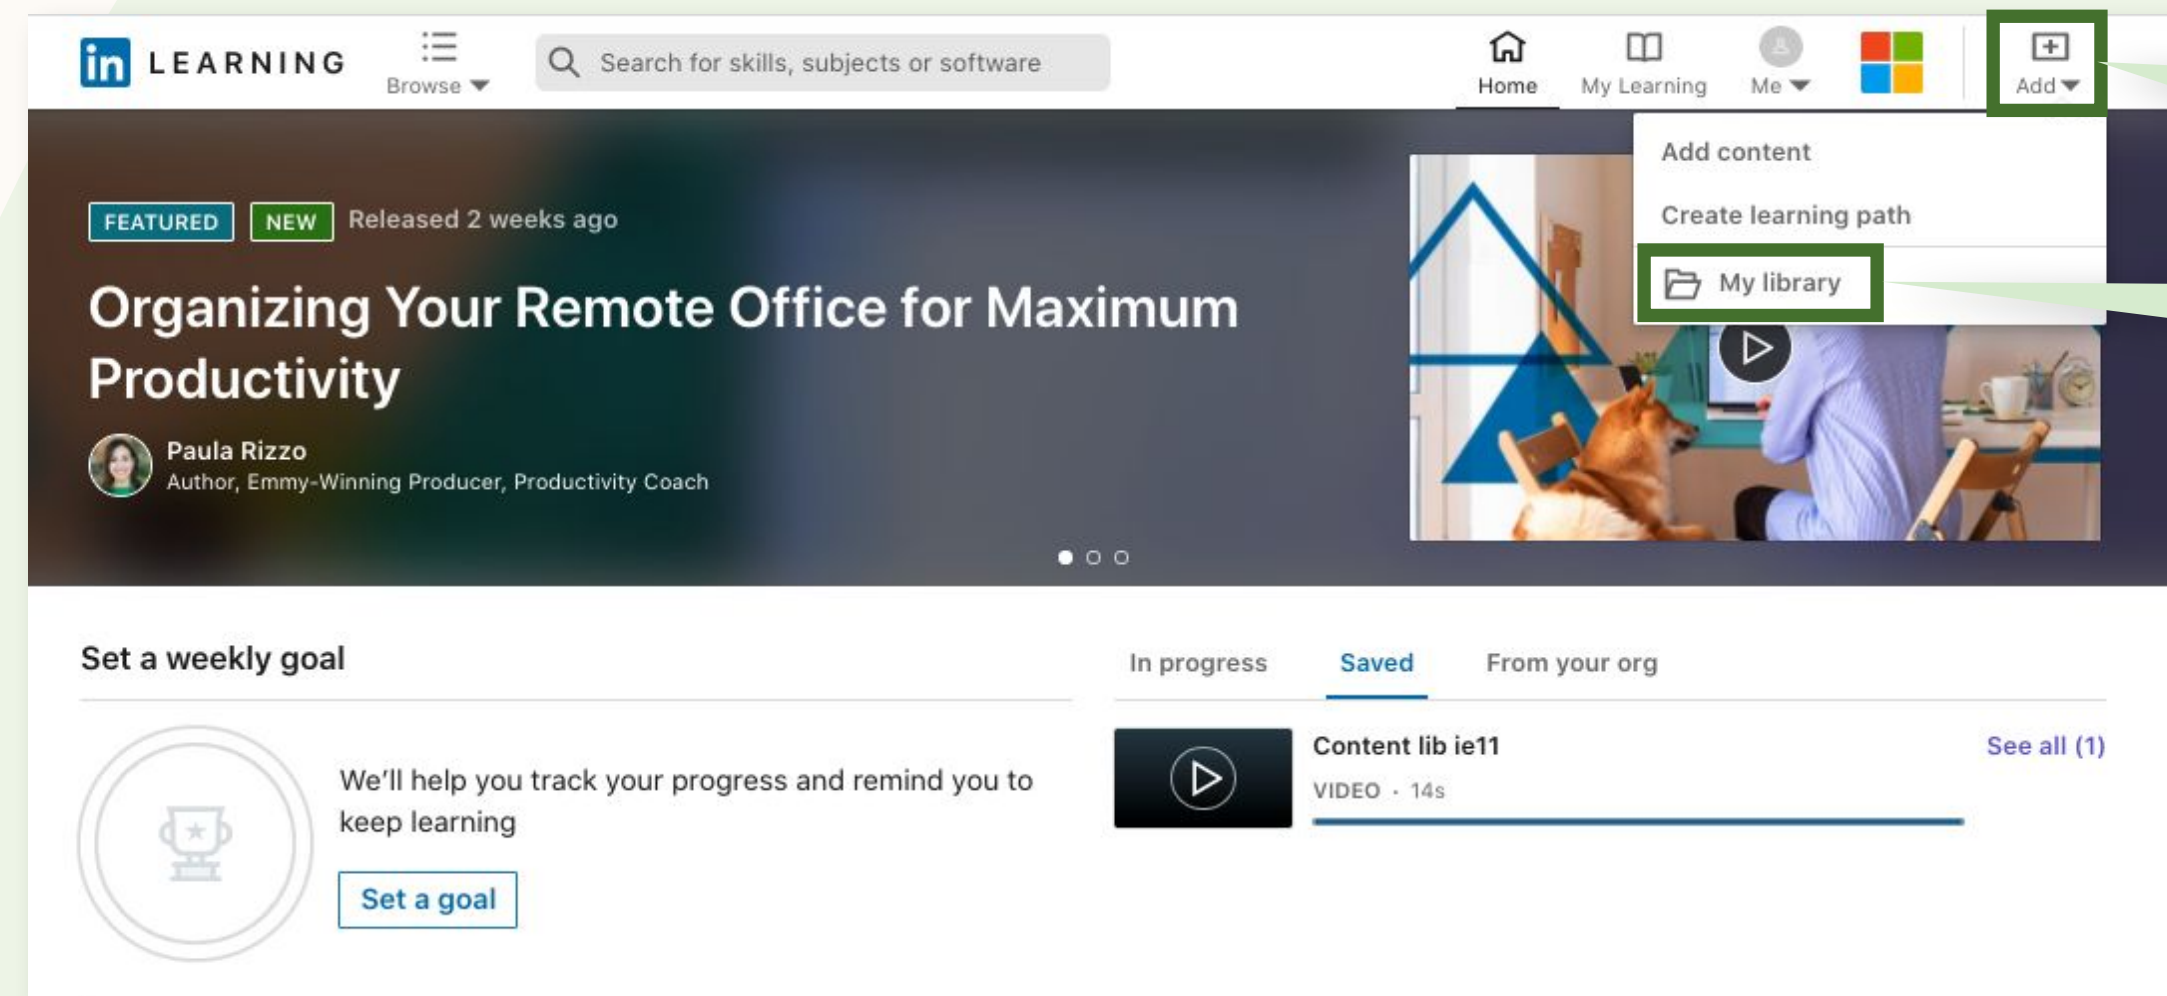 in LEARNING
Browse
Search for skills, subjects or software
Home
My Learning
Me
Add
Add content
Create learning path
My library
FEATURED
NEW
Released 2 weeks ago
Organizing Your Remote Office for Maximum
Productivity
Paula Rizzo
Author, Emmy-Winning Producer, Productivity Coach
Set a weekly goal
We'll help you track your progress and remind you to
keep learning
Set a goal
In progress
Saved
From your org
Content lib ie11
See all (1)
VIDEO · 14s